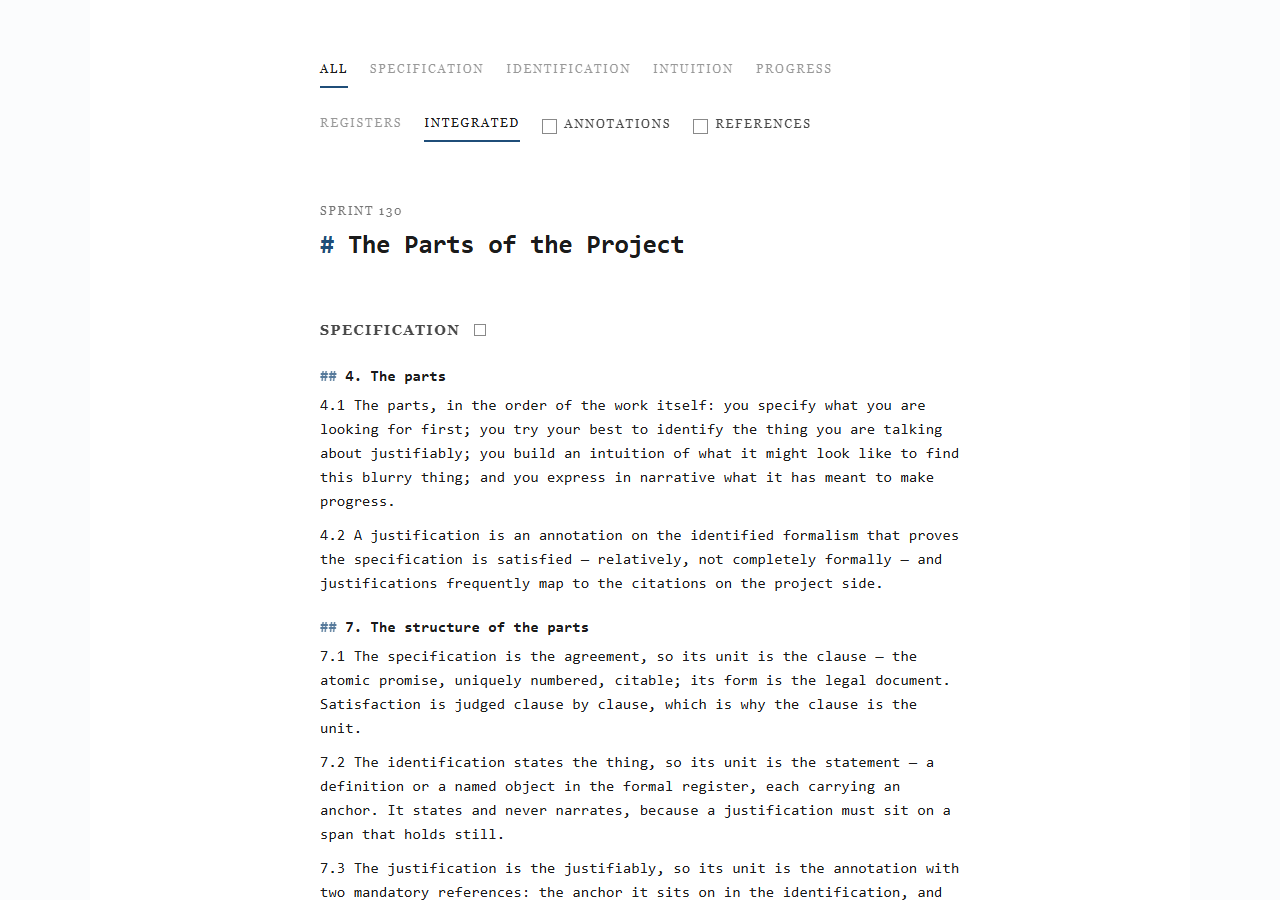 ALL SPECIFICATION IDENTIFICATION INTUITION PROGRESS
REGISTERS INTEGRATED ANNOTATIONS REFERENCES
SPRINT 130
# The Parts of the Project
SPECIFICATION
## 4. The parts
4.1 The parts, in the order of the work itself: you specify what you are
looking for first; you try your best to identify the thing you are talking
about justifiably; you build an intuition of what it might look like to find
this blurry thing; and you express in narrative what it has meant to make
progress.
4.2 A justification is an annotation on the identified formalism that proves
the specification is satisfied — relatively, not completely formally — and
justifications frequently map to the citations on the project side.
## 7. The structure of the parts
7.1 The specification is the agreement, so its unit is the clause — the
atomic promise, uniquely numbered, citable; its form is the legal document.
Satisfaction is judged clause by clause, which is why the clause is the
unit.
7.2 The identification states the thing, so its unit is the statement — a
definition or a named object in the formal register, each carrying an
anchor. It states and never narrates, because a justification must sit on a
span that holds still.
7.3 The justification is the justifiably, so its unit is the annotation with
two mandatory references: the anchor it sits on in the identification, and